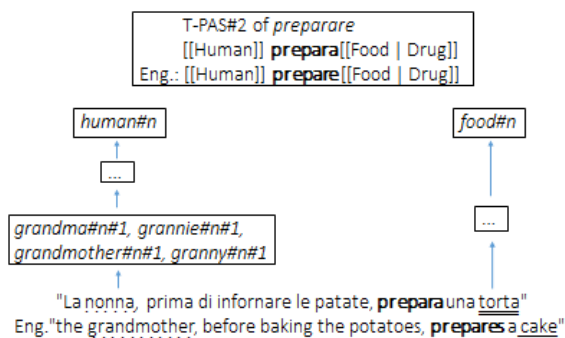 T-PAS#2 of preparare
[[Human]] prepara[[Food | Drug]]
Eng.: [[Human]] prepare[[Food | Drug]]
human#n
food#n
...
...
grandma#n#1, grannie#n#1,
grandmother#n#1, granny#n#1
"La nonna, prima di infornare le patate, prepara una torta"
Eng."the grandmother, before baking the potatoes, prepares a cake"